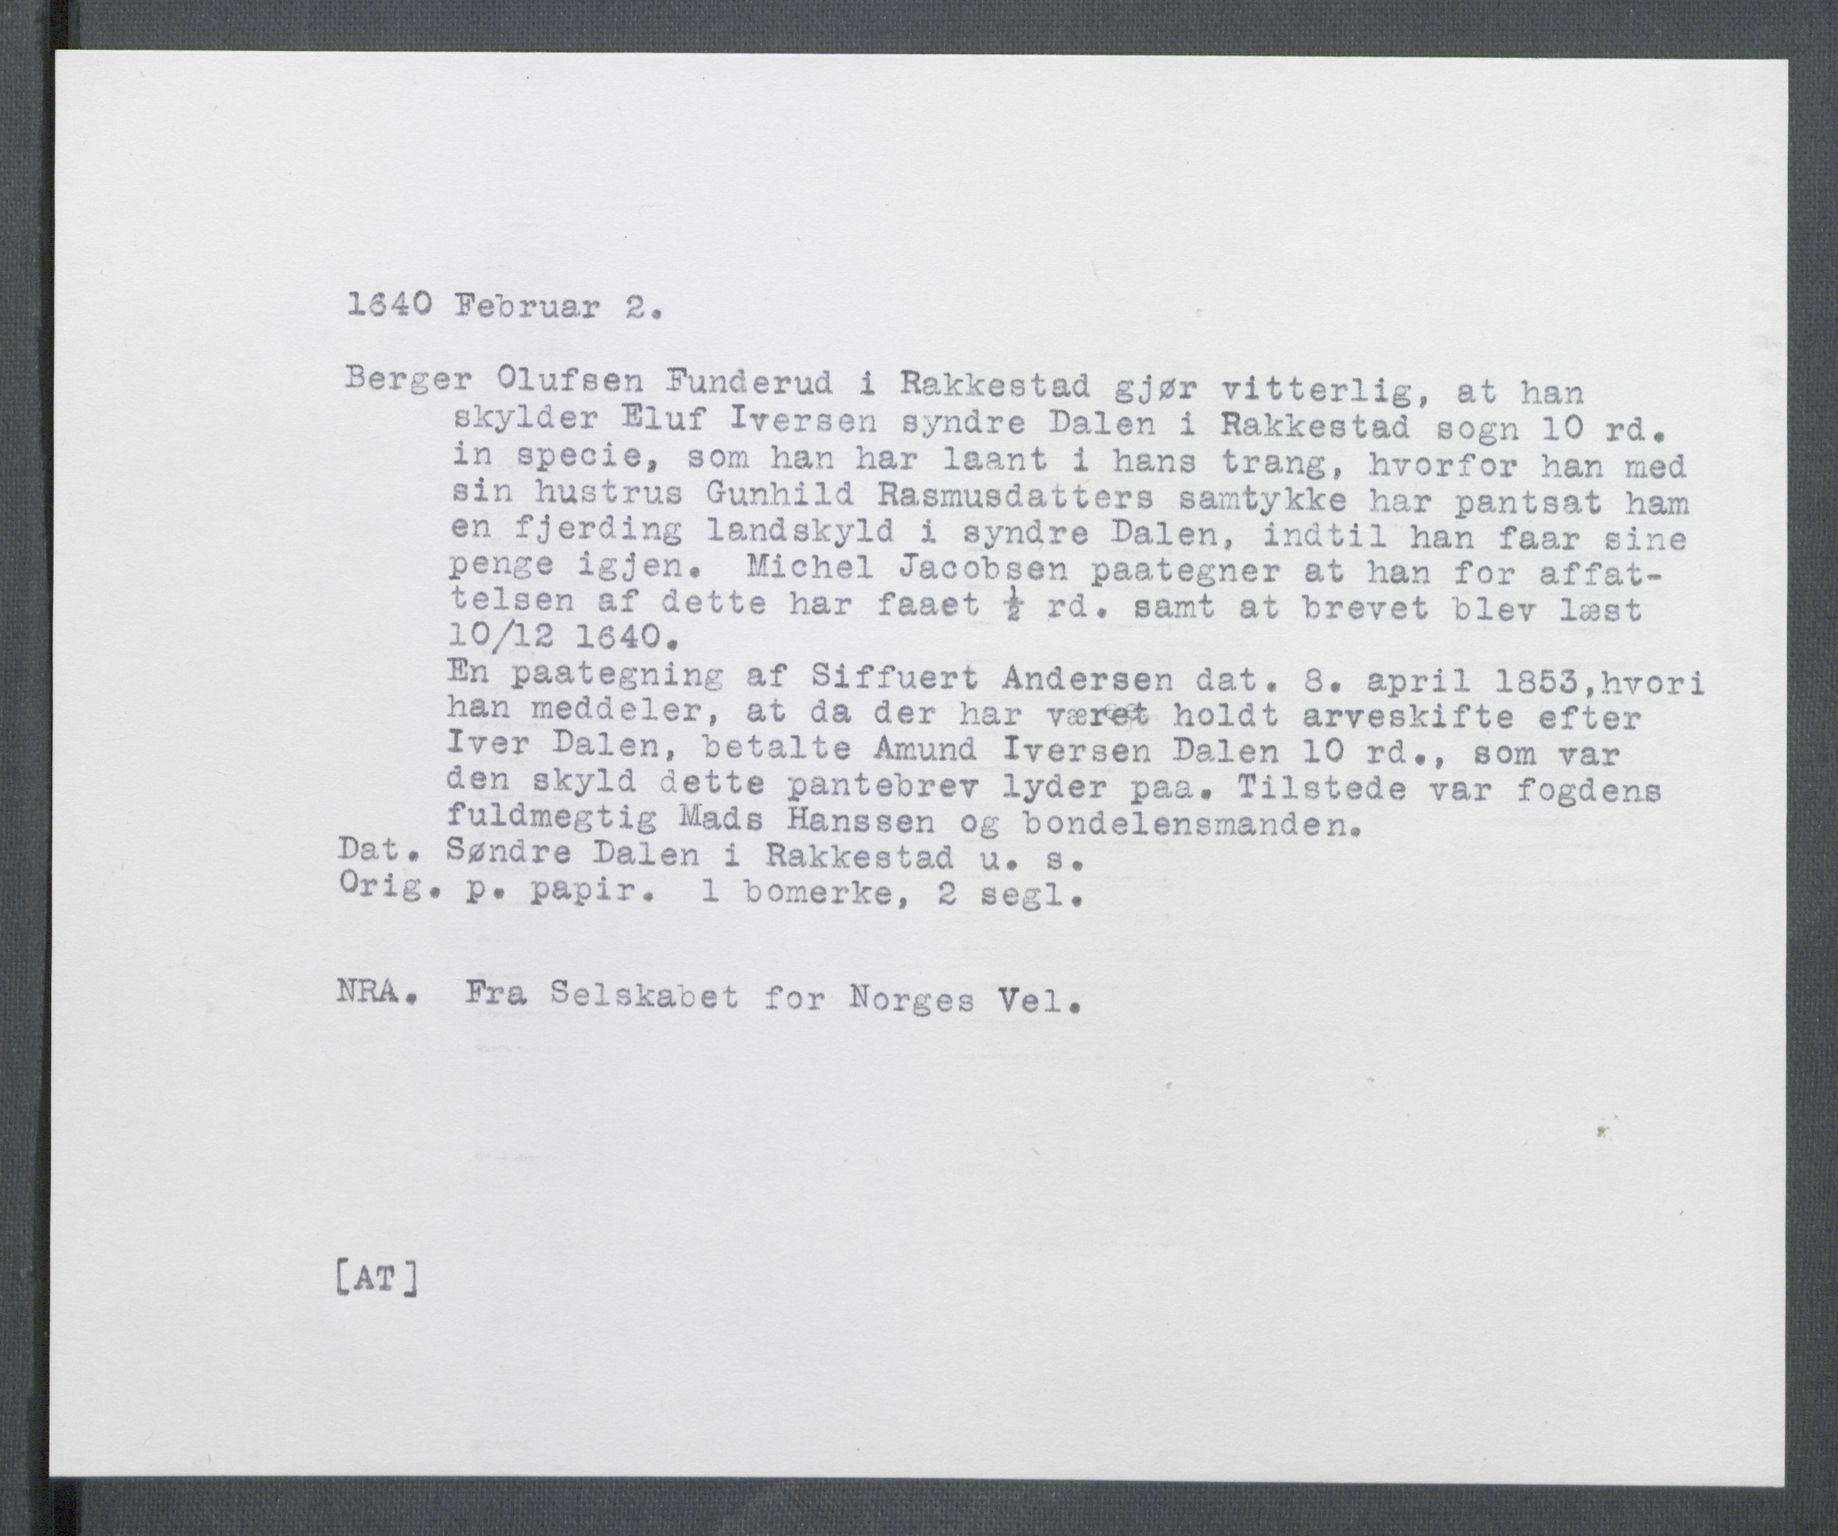 1640 Februar 2.
Berger Olufsen Funderud i Rakkestad gjør vitterlig, at han
skylder Eluf Iversen syndre Dalen i Rakkestad sogn 10 rd.
in specie, som han har laant i hans trang, hvorfor han med
sin hustrus Gunhild Rasmusdatters samtykke har pantsat ham
en fjerding landskyld i syndre Dalen, indtil han faar sine
penge igjen. Michel Jacobsen paategner at han for affat-
telsen af dette har faaet ½ rd. samt at brevet blev læst
10/12 1640.
En paategning af Siffuert Andersen dat. 8. april 1853,hvori
han meddeler, at da der har været holdt arveskifte efter
Iver Dalen, betalte Amund Iversen Dalen 10 rd., som var
den skyld dette pantebrev lyder paa. Tilstede var fogdens
fuldmegtig Mads Hanssen og bondelensmanden.
Dat. Søndre Dalen i Rakkestad u. s.
Orig. p. papir. 1 bomerke, 2 segl.
NRA. Fra Selskabet for Norges Vel.
[AT]